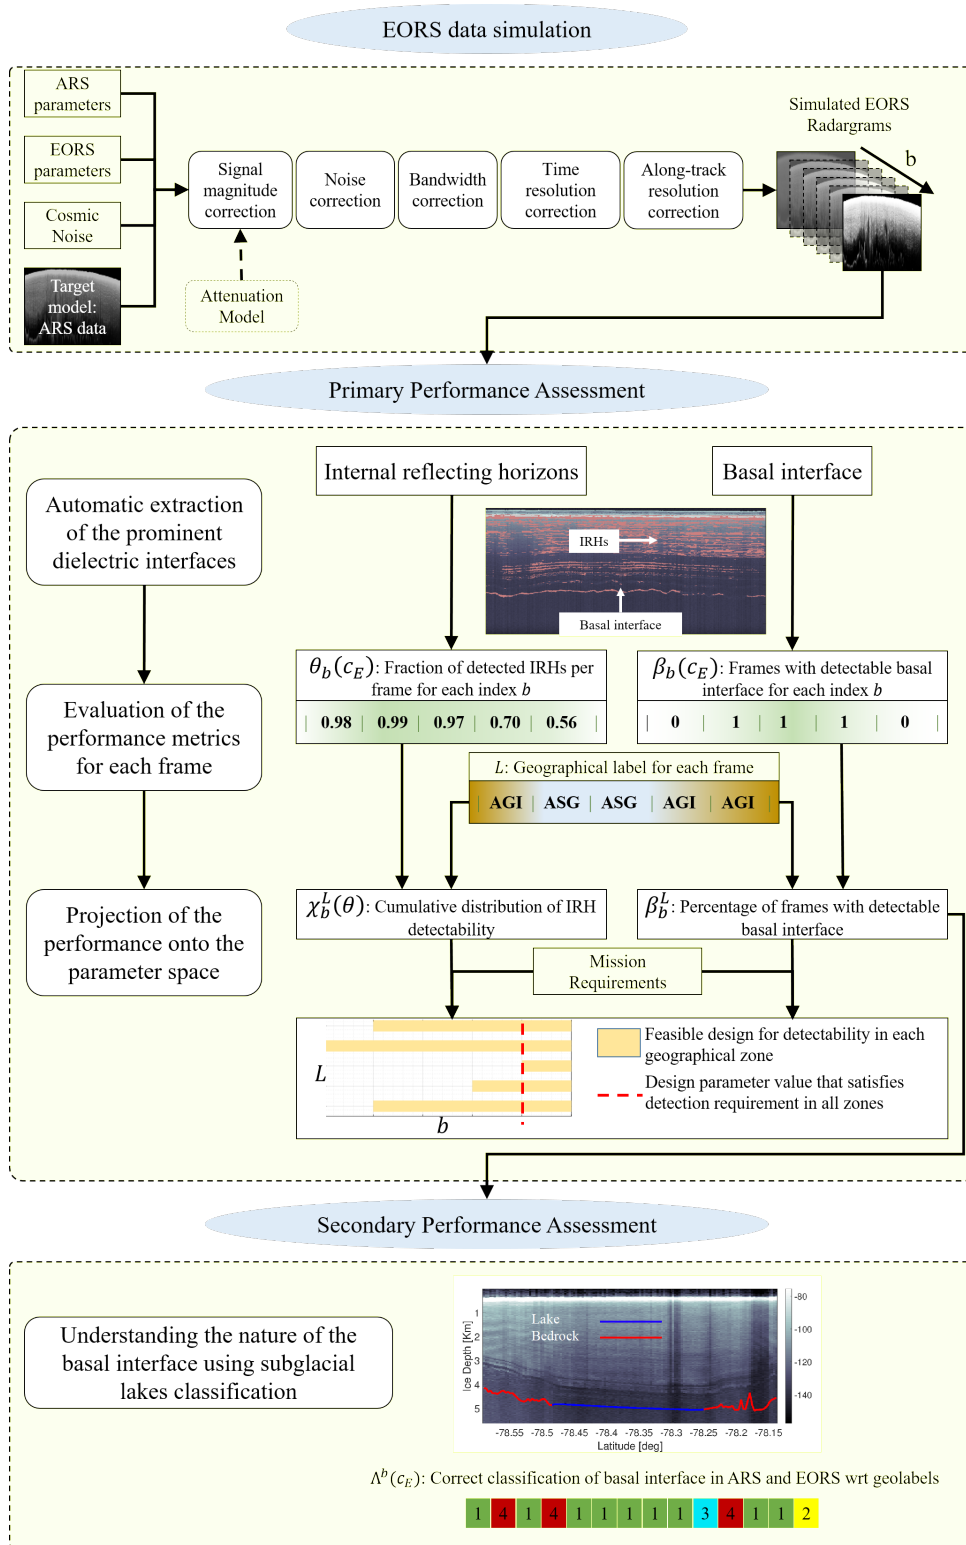 EORS data simulation
ARS
parameters
EORS
parameters
Cosmic
Noise
Target
model:
ARS data
Signal
magnitude
correction
Noise
correction
Bandwidth
correction
Time
resolution
correction
Along-track
resolution
correction
Attenuation
Model
Simulated EORS
Radargrams
b
Primary Performance Assessment
Automatic extraction
of the prominent
dielectric interfaces
Evaluation of the
performance metrics
for each frame
Projection of the
performance onto the
parameter space
Internal reflecting horizons
Basal interface
IRHs
Basal interface
θ_b(c_E): Fraction of detected IRHs per
frame for each index b
| 0.98 | 0.99 | 0.97 | 0.70 | 0.56 |
β_b(c_E): Frames with detectable basal
interface for each index b
| 0 | 1 | 1 | 1 | 0 |
L: Geographical label for each frame
| AGI | ASG | ASG | AGI | AGI |
χ_b^L(θ): Cumulative distribution of IRH
detectability
β_b^L: Percentage of frames with detectable
basal interface
Mission
Requirements
L
b
Feasible design for detectability in each
geographical zone
Design parameter value that satisfies
detection requirement in all zones
Secondary Performance Assessment
Understanding the nature of the
basal interface using subglacial
lakes classification
Lake
Bedrock
Ice Depth [Km]
1
2
3
4
5
-78.55 -78.5 -78.45 -78.4 -78.35 -78.3 -78.25 -78.2 -78.15
Latitude [deg]
-80
-100
-120
-140
Λ^b(c_E): Correct classification of basal interface in ARS and EORS wrt geolabels
1 4 1 4 1 1 1 1 1 3 4 1 1 2